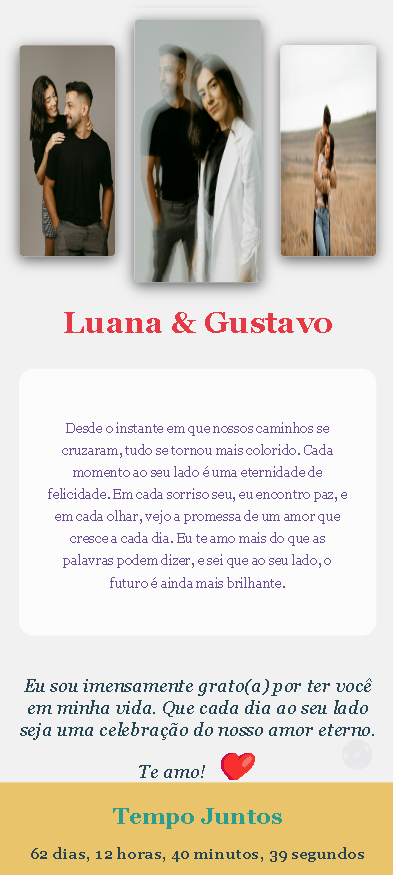 Luana & Gustavo
Desde o instante em que nossos caminhos se
cruzaram, tudo se tornou mais colorido. Cada
momento ao seu lado é uma eternidade de
felicidade. Em cada sorriso seu, eu encontro paz, e
em cada olhar, vejo a promessa de um amor que
cresce a cada dia. Eu te amo mais do que as
palavras podem dizer, e sei que ao seu lado, o
futuro é ainda mais brilhante.
Eu sou imensamente grato(a) por ter você
em minha vida. Que cada dia ao seu lado
seja uma celebração do nosso amor eterno.
Te amo!
Tempo Juntos
62 dias, 12 horas, 40 minutos, 39 segundos